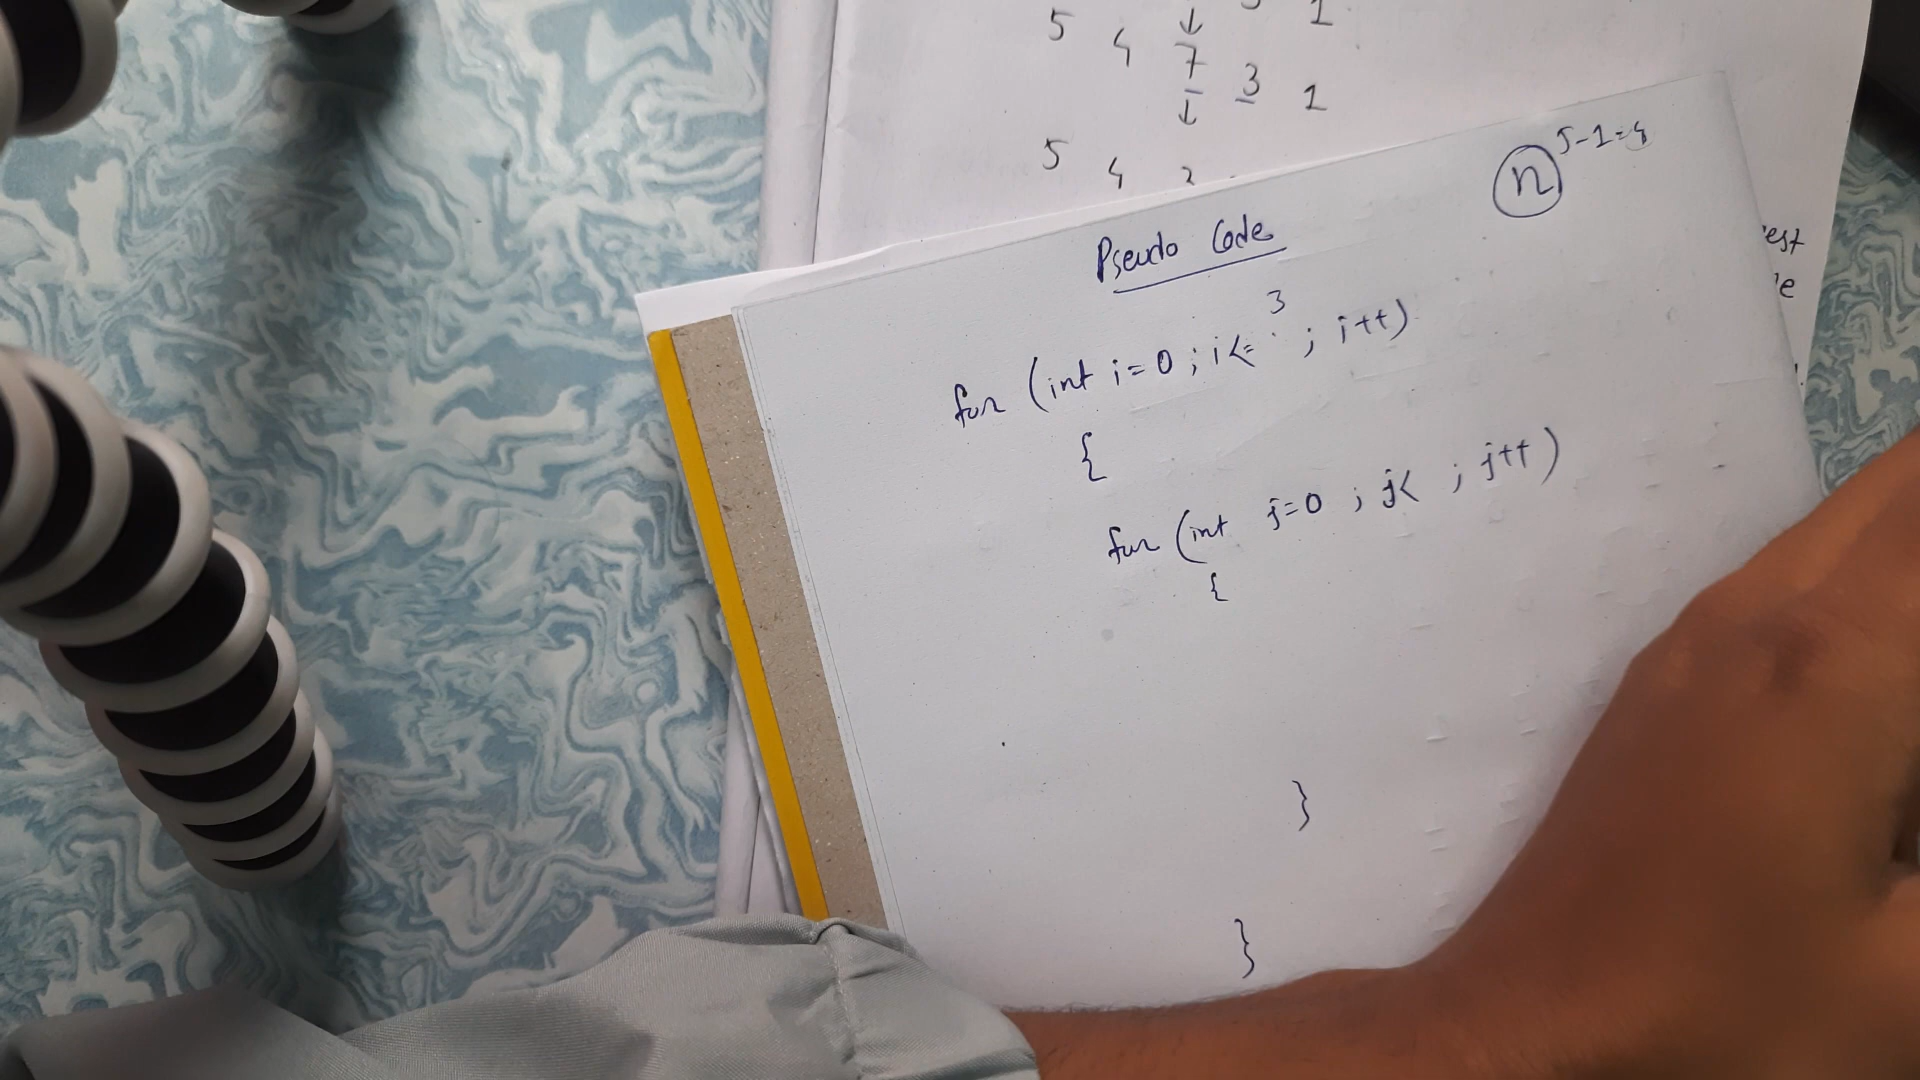 5 4 ↓ 1
7 3 1
↓
5 4
n 5-1=4
est
e
Pseudo Code
3
for (int i=0 ; i<= ; i++)
{
for (int j=0 ; j< ; j++)
{
}
}